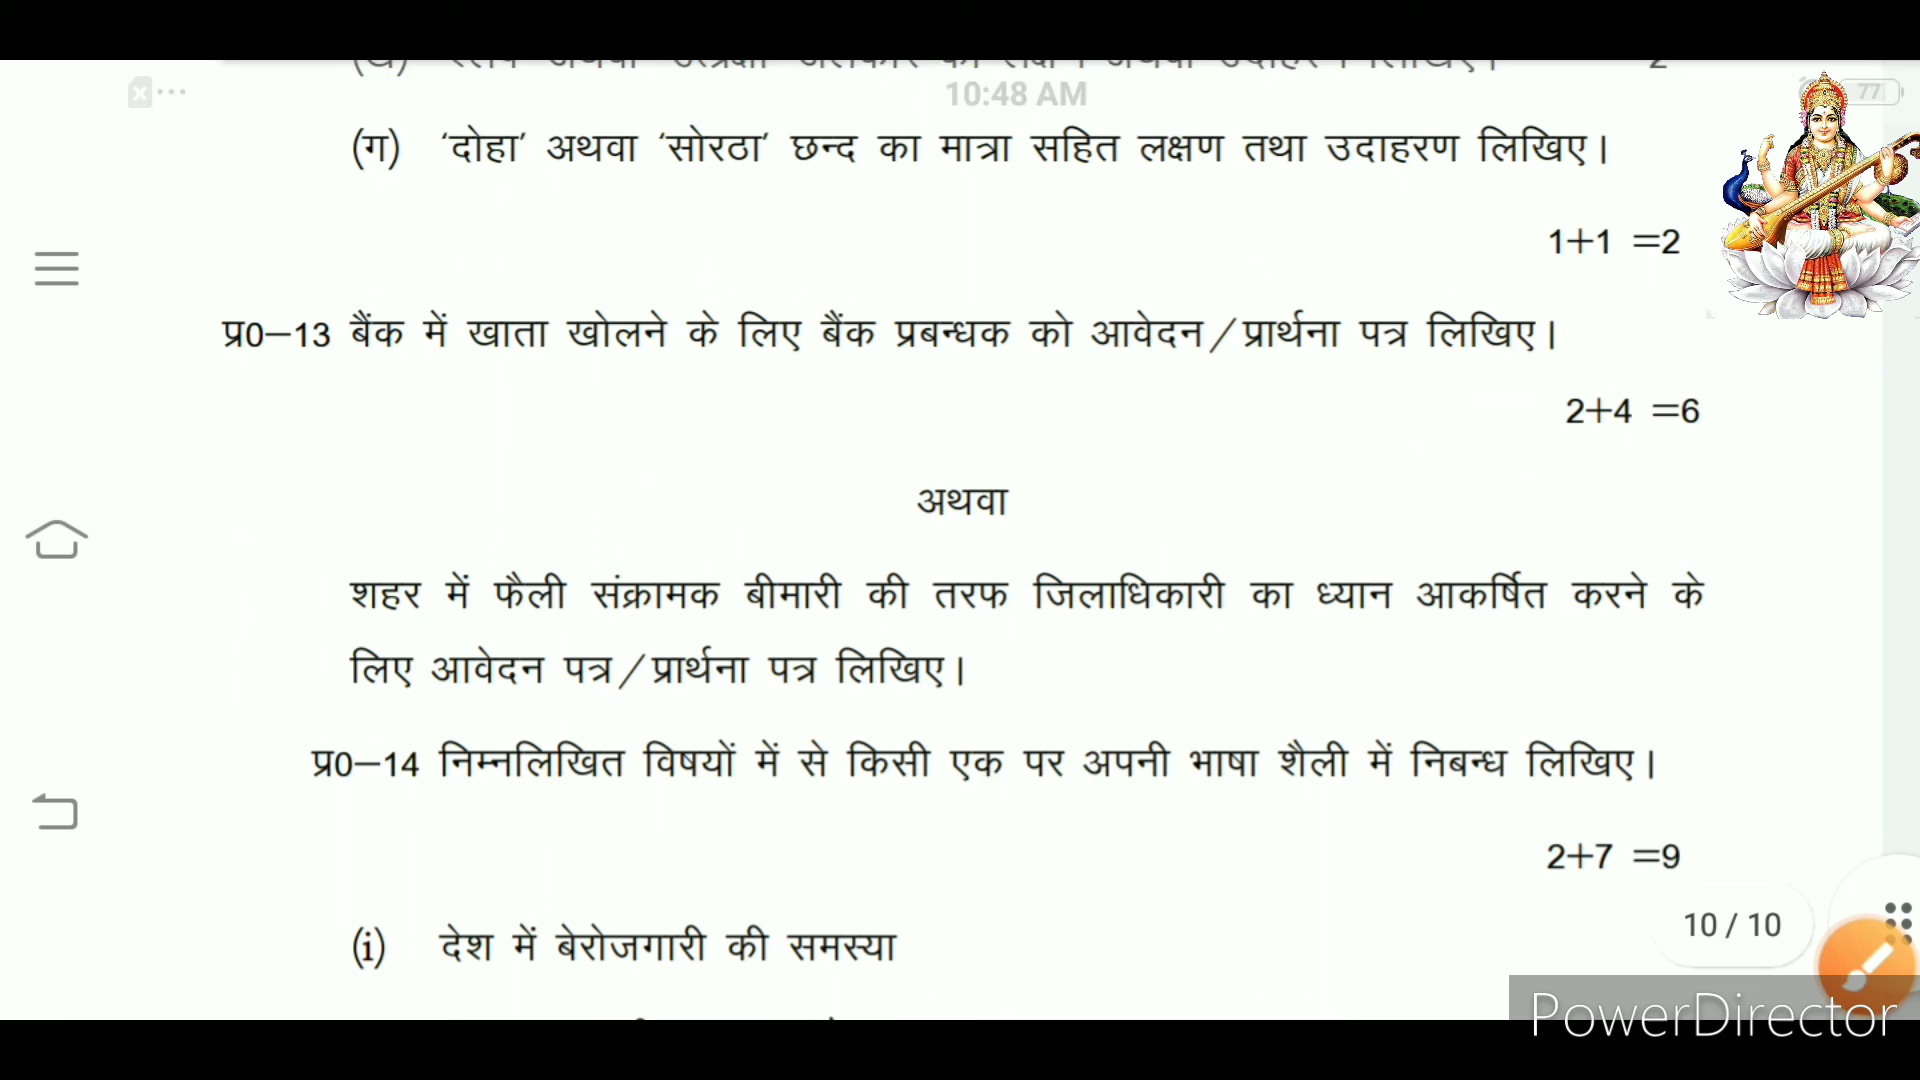 10:48 AM
77
(ग) 'दोहा' अथवा 'सोरठा' छन्द का मात्रा सहित लक्षण तथा उदाहरण लिखिए।
1+1 =2
प्र0–13 बैंक में खाता खोलने के लिए बैंक प्रबन्धक को आवेदन/प्रार्थना पत्र लिखिए।
2+4 =6
अथवा
शहर में फैली संक्रामक बीमारी की तरफ जिलाधिकारी का ध्यान आकर्षित करने के
लिए आवेदन पत्र/प्रार्थना पत्र लिखिए।
प्र0–14 निम्नलिखित विषयों में से किसी एक पर अपनी भाषा शैली में निबन्ध लिखिए।
2+7 =9
10 / 10
(i) देश में बेरोजगारी की समस्या
PowerDirector